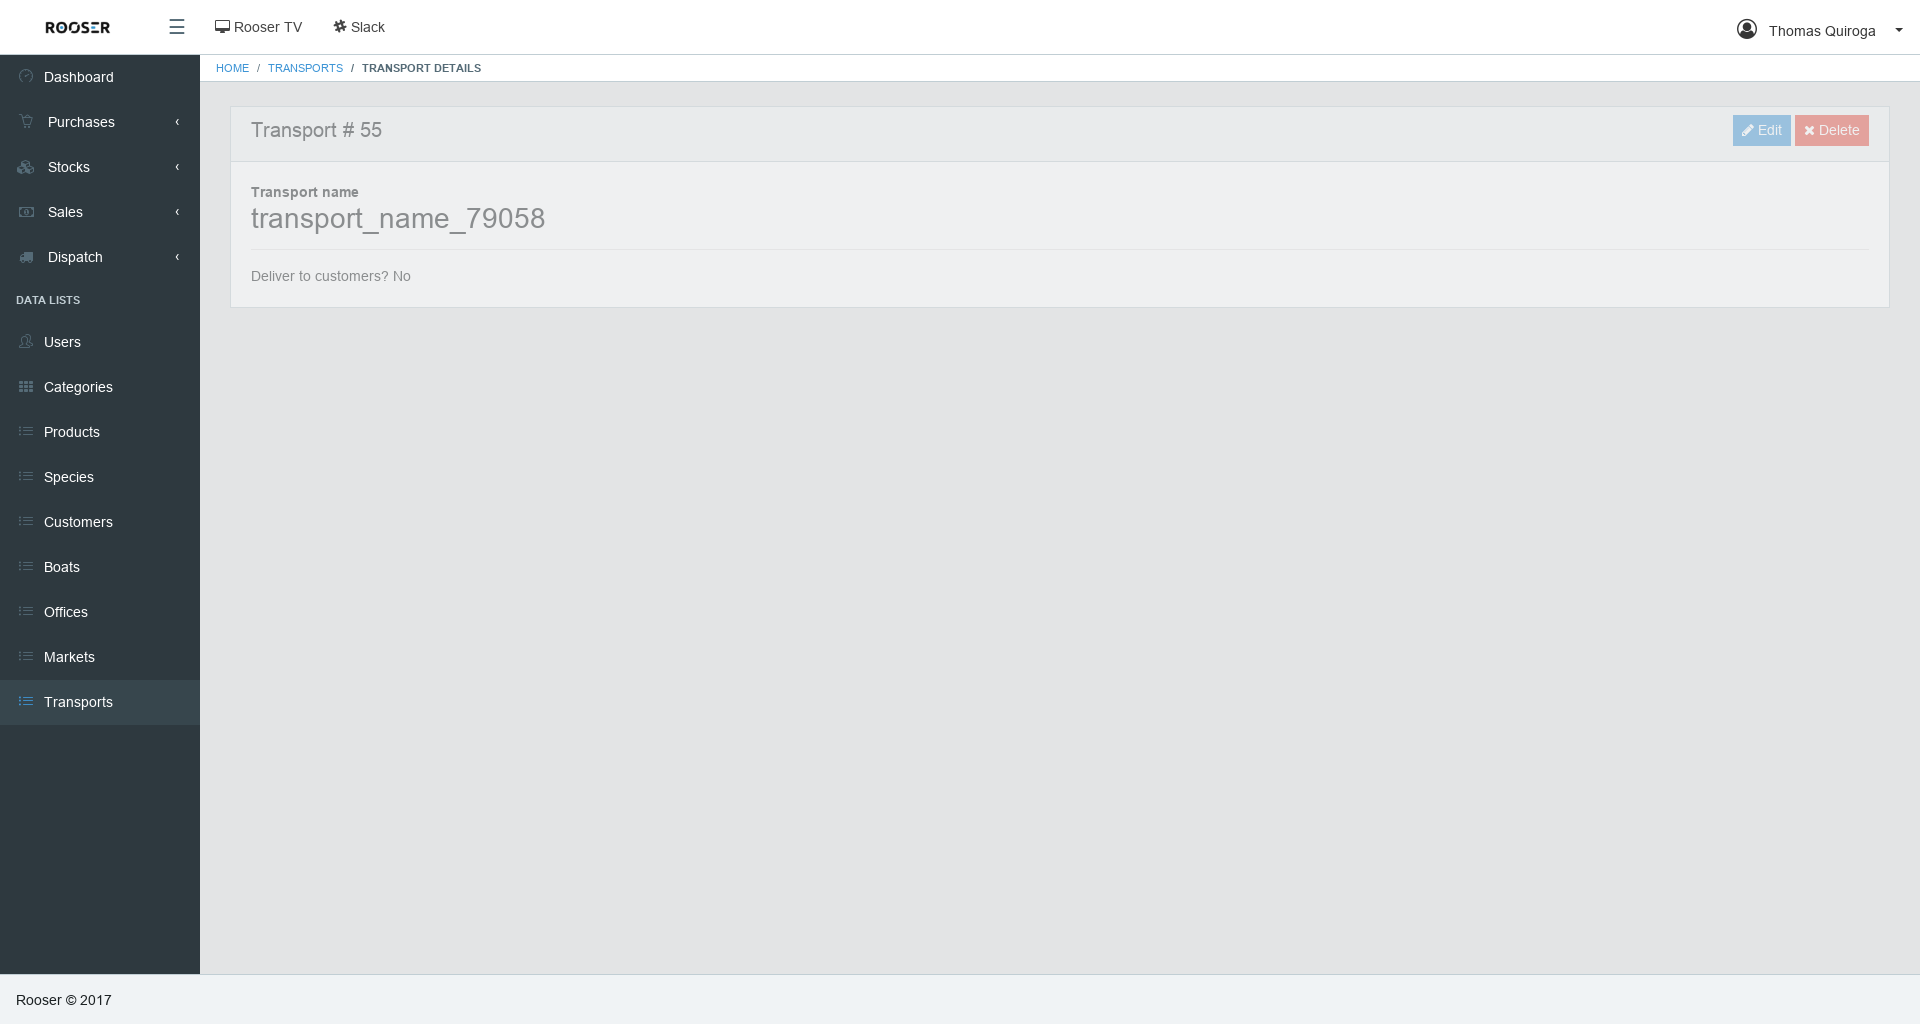 ROOSER
Rooser TV
Slack
Thomas Quiroga
HOME / TRANSPORTS / TRANSPORT DETAILS
Dashboard
Purchases
Stocks
Sales
Dispatch
DATA LISTS
Users
Categories
Products
Species
Customers
Boats
Offices
Markets
Transports
Transport # 55
Edit
Delete
Transport name
transport_name_79058
Deliver to customers? No
Rooser © 2017